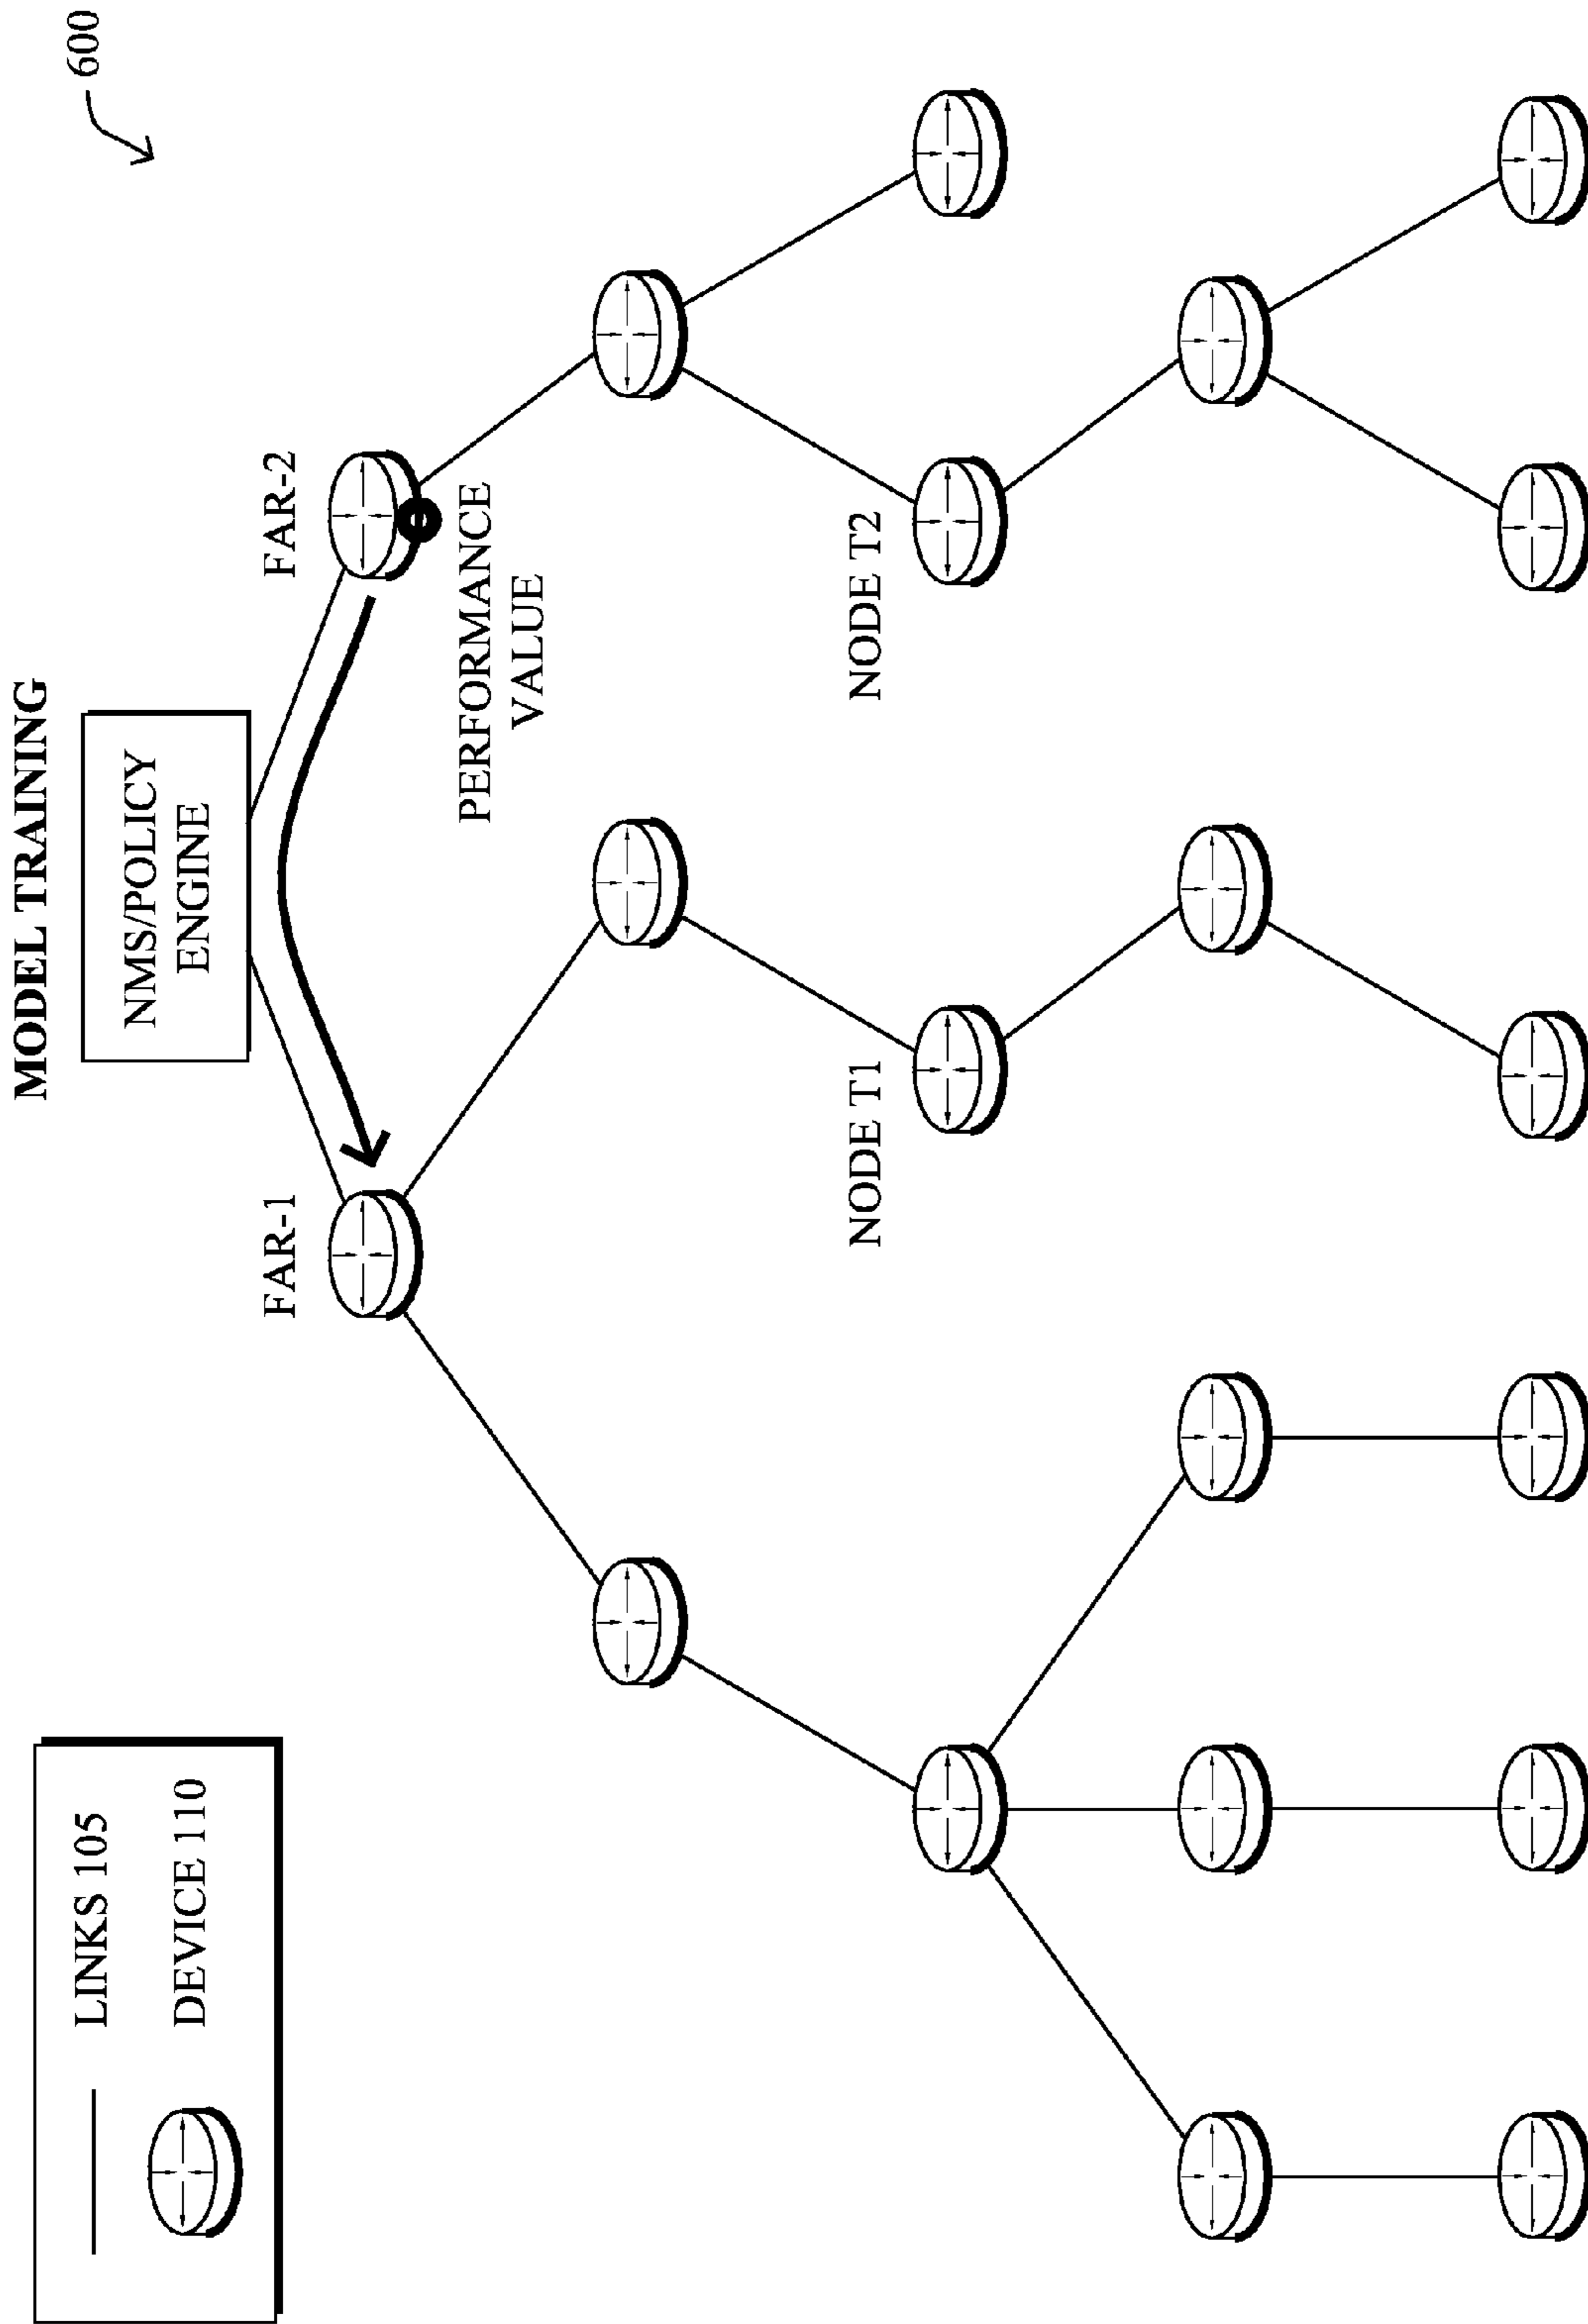 LINKS 105
DEVICE 110
MODEL TRAINING
600
NMS/POLICY
ENGINE
FAR-1
FAR-2
PERFORMANCE
VALUE
NODE T1
NODE T2